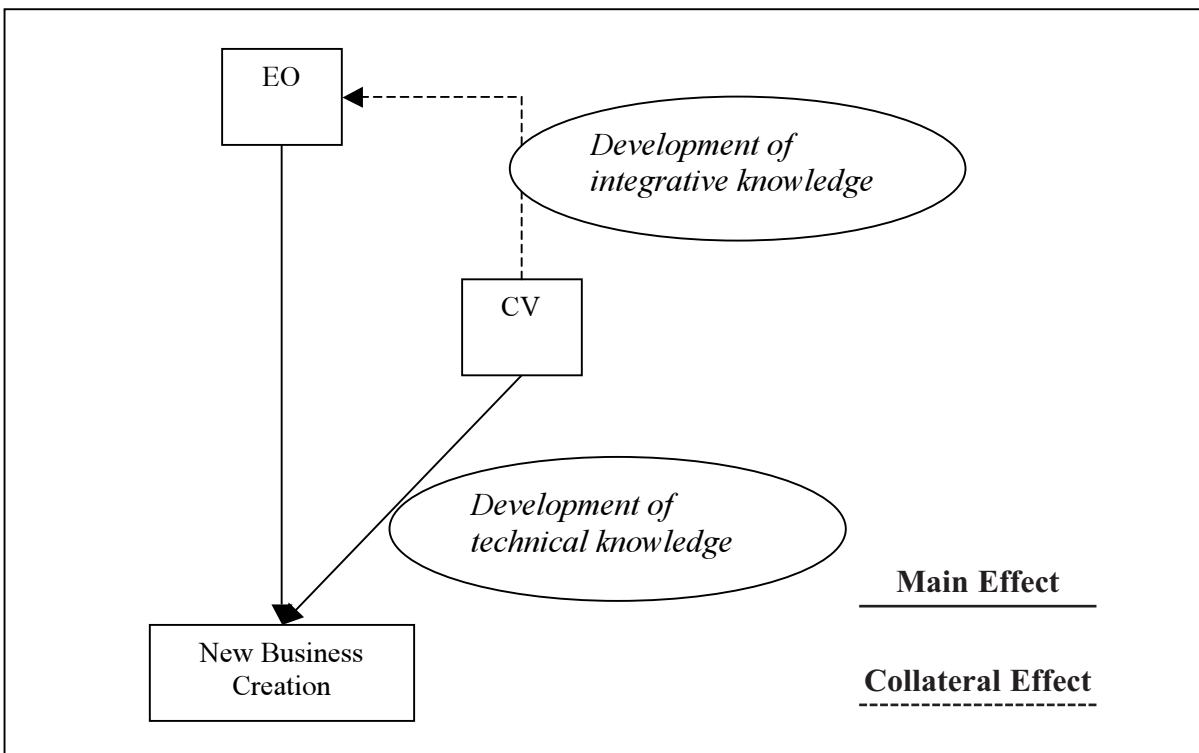 EO
Development of
integrative knowledge
CV
Development of
technical knowledge
Main Effect
New Business
Creation
Collateral Effect